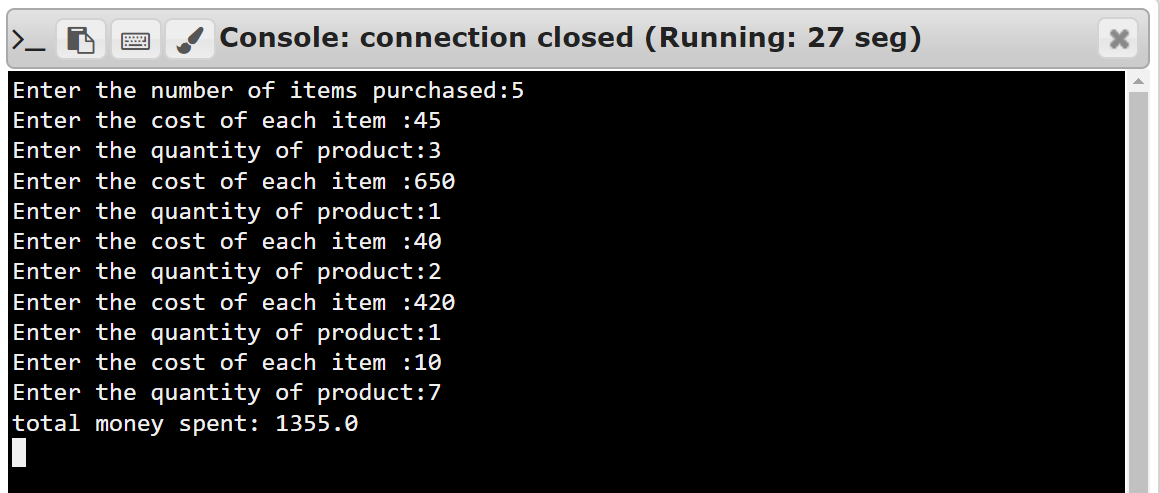 Console: connection closed (Running: 27 seg)
Enter the number of items purchased:5
Enter the cost of each item :45
Enter the quantity of product:3
Enter the cost of each item :650
Enter the quantity of product:1
Enter the cost of each item :40
Enter the quantity of product:2
Enter the cost of each item :420
Enter the quantity of product:1
Enter the cost of each item :10
Enter the quantity of product:7
total money spent: 1355.0